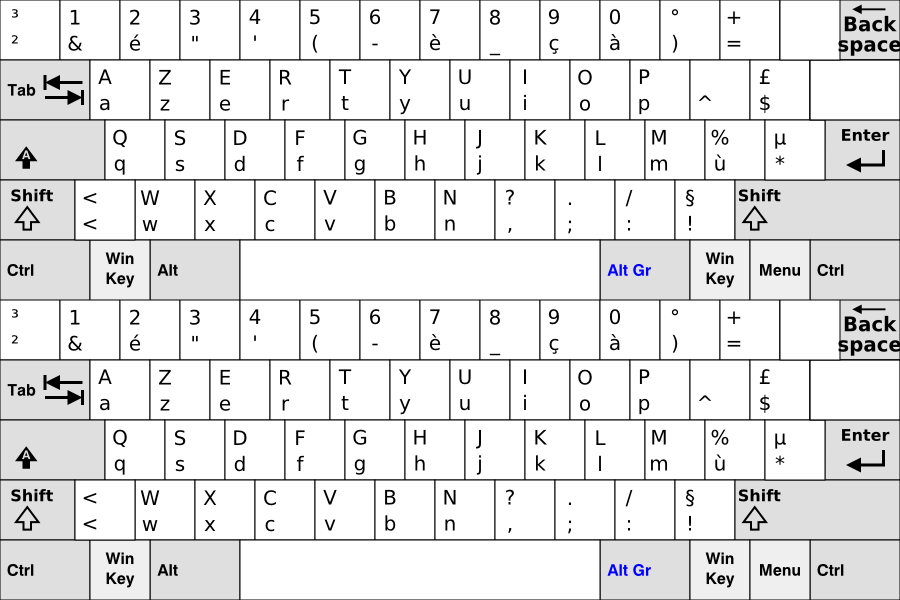 ³ 1 2 3 4 5 6 7 8 9 0 ° + Back
² & é " ' ( - è _ ç à ) = space
Tab A Z E R T Y U I O P £
a z e r t y u i o p ^ $
A Q S D F G H J K L M % µ Enter
q s d f g h j k l m ù *
Shift < W X C V B N ? . / § Shift
< w x c v b n , ; : !
Ctrl Win Alt Alt Gr Win Menu Ctrl
Key Key
³ 1 2 3 4 5 6 7 8 9 0 ° + Back
² & é " ' ( - è _ ç à ) = space
Tab A Z E R T Y U I O P £
a z e r t y u i o p ^ $
A Q S D F G H J K L M % µ Enter
q s d f g h j k l m ù *
Shift < W X C V B N ? . / § Shift
< w x c v b n , ; : !
Ctrl Win Alt Alt Gr Win Menu Ctrl
Key Key